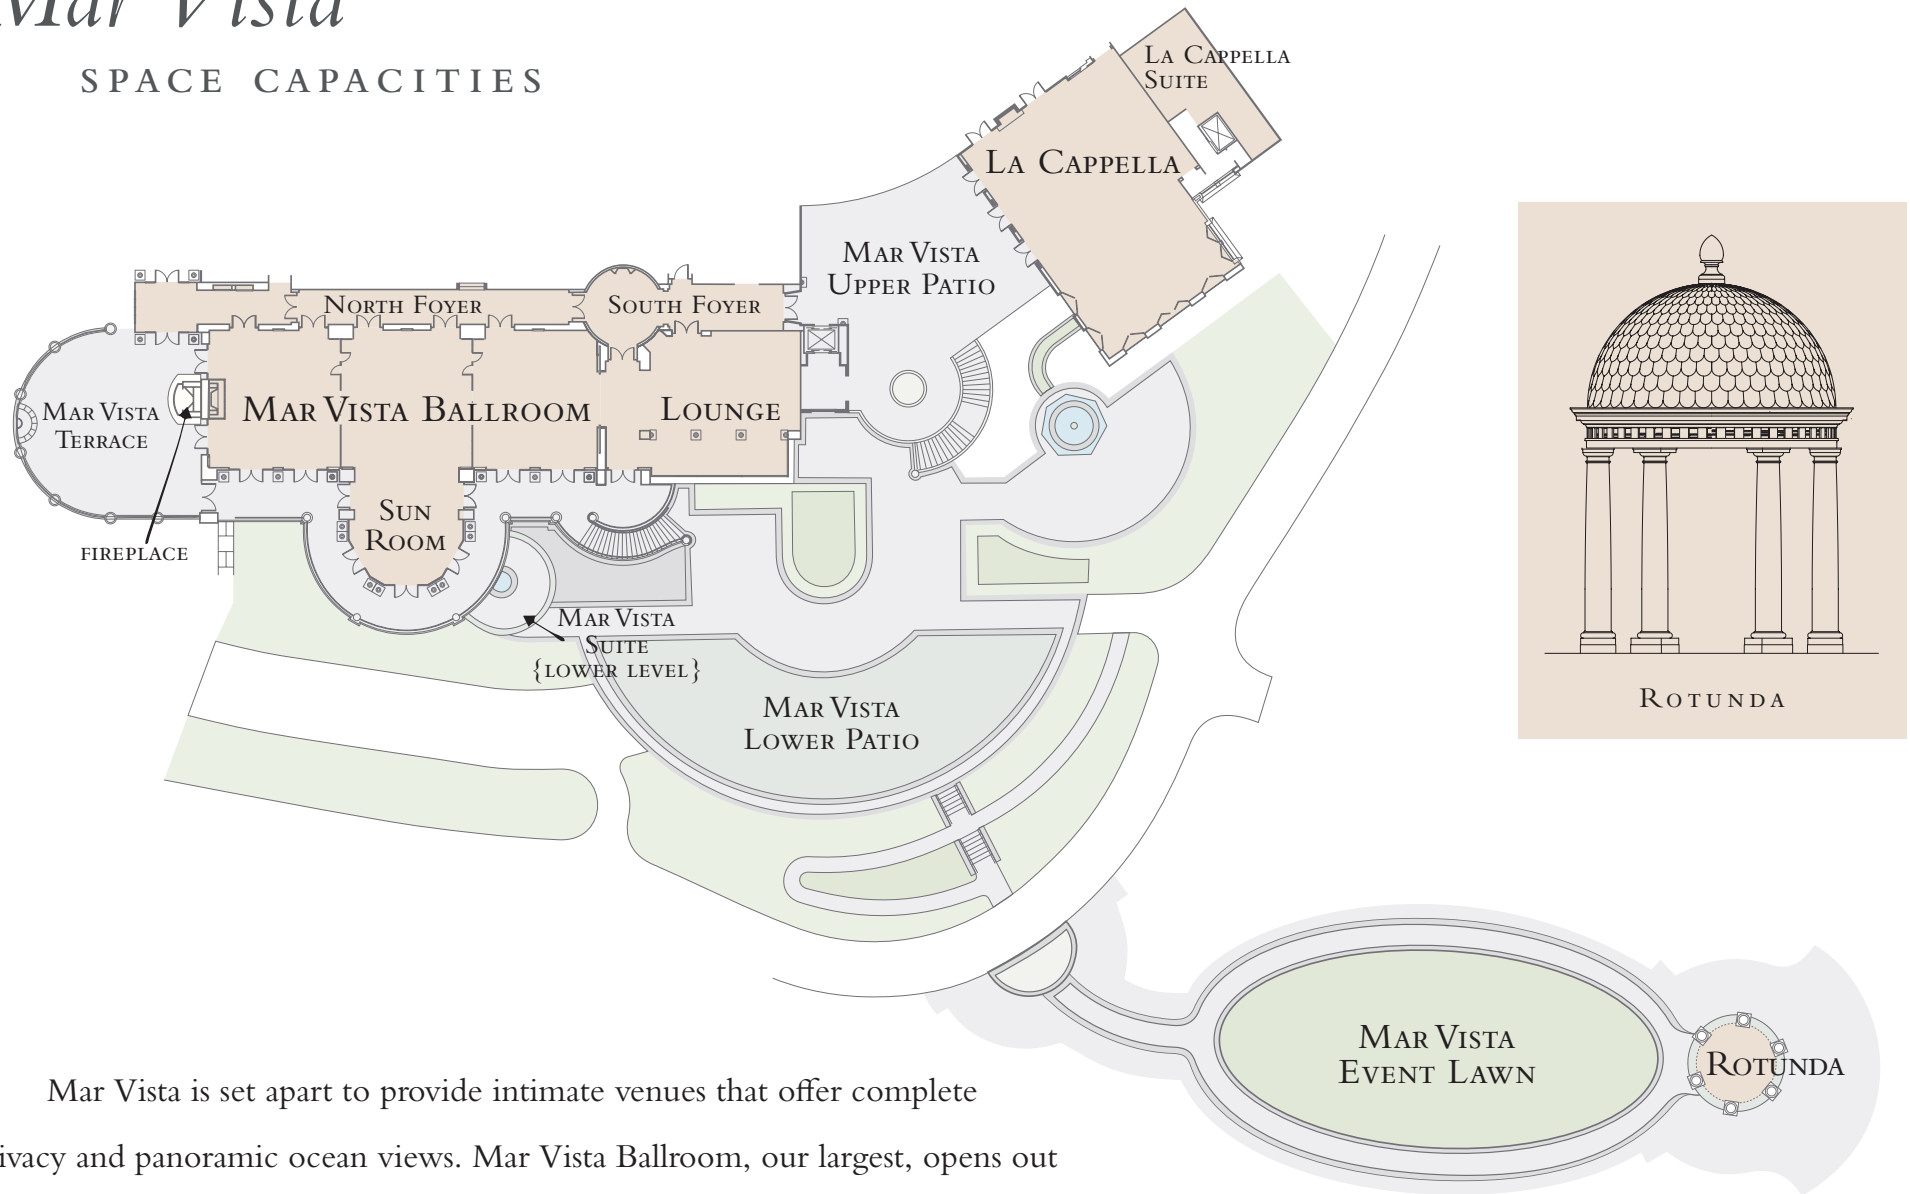 Mar Vista
SPACE CAPACITIES
La Cappella
Suite
La Cappella
Mar Vista
Upper Patio
North Foyer
South Foyer
Mar Vista
Terrace
Mar Vista Ballroom
Lounge
Sun
Room
FIREPLACE
Mar Vista
Suite
{LOWER LEVEL}
Mar Vista
Lower Patio
Rotunda
Mar Vista
Event Lawn
Rotunda
Mar Vista is set apart to provide intimate venues that offer complete
ivacy and panoramic ocean views. Mar Vista Ballroom, our largest, opens out